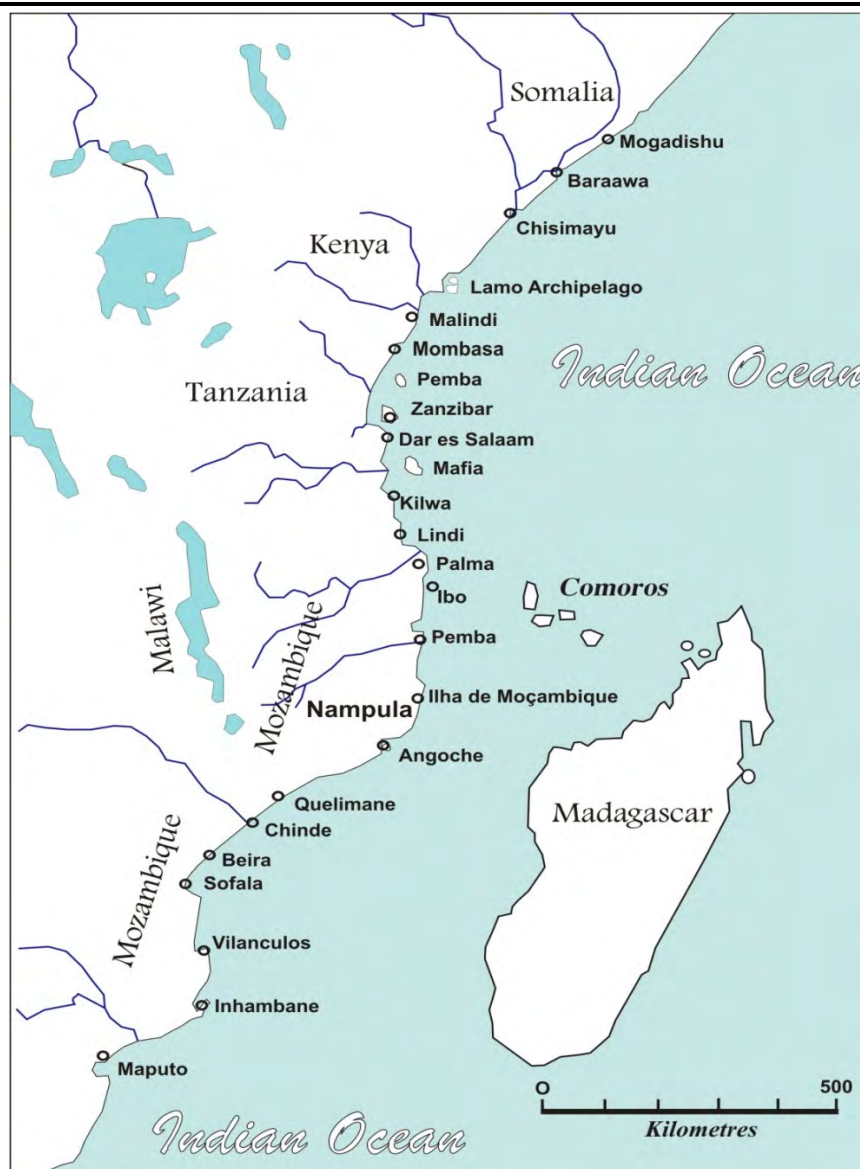 Somalia
Mogadishu
Baraawa
Chisimayu
Kenya
Lamo Archipelago
Malindi
Mombasa
Indian Ocean
Pemba
Tanzania
Zanzibar
Dar es Salaam
Mafia
Kilwa
Lindi
Palma
Ibo
Comoros
Malawi
Mozambique
Pemba
Ilha de Moçambique
Nampula
Angoche
Quelimane
Madagascar
Chinde
Mozambique
Beira
Sofala
Vilanculos
Inhambane
Maputo
O 500
Kilometres
Indian Ocean